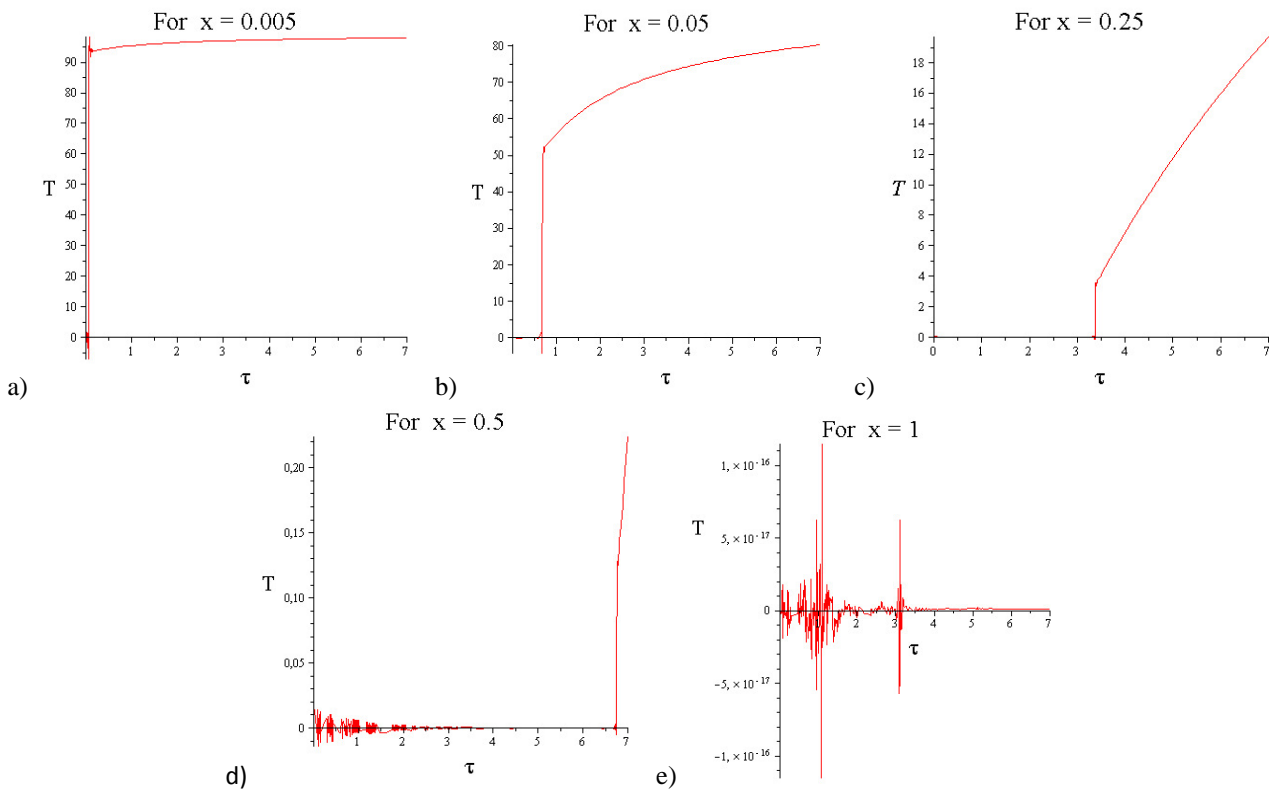 For x = 0.005
90
80
70
60
50
T
40
30
20
10
0
1 2 3 4 5 6 7
τ
a)
For x = 0.05
80
70
60
50
T
40
30
20
10
0
1 2 3 4 5 6 7
τ
b)
For x = 0.25
18
16
14
12
10
T
8
6
4
2
0
0 1 2 3 4 5 6 7
τ
c)
For x = 0.5
0,20
0,15
T
0,10
0,05
0
1 2 3 4 5 6 7
τ
d)
For x = 1
1, × 10⁻¹⁶
T
5, × 10⁻¹⁷
0
1 2 3 4 5 6 7
τ
−5, × 10⁻¹⁷
−1, × 10⁻¹⁶
e)